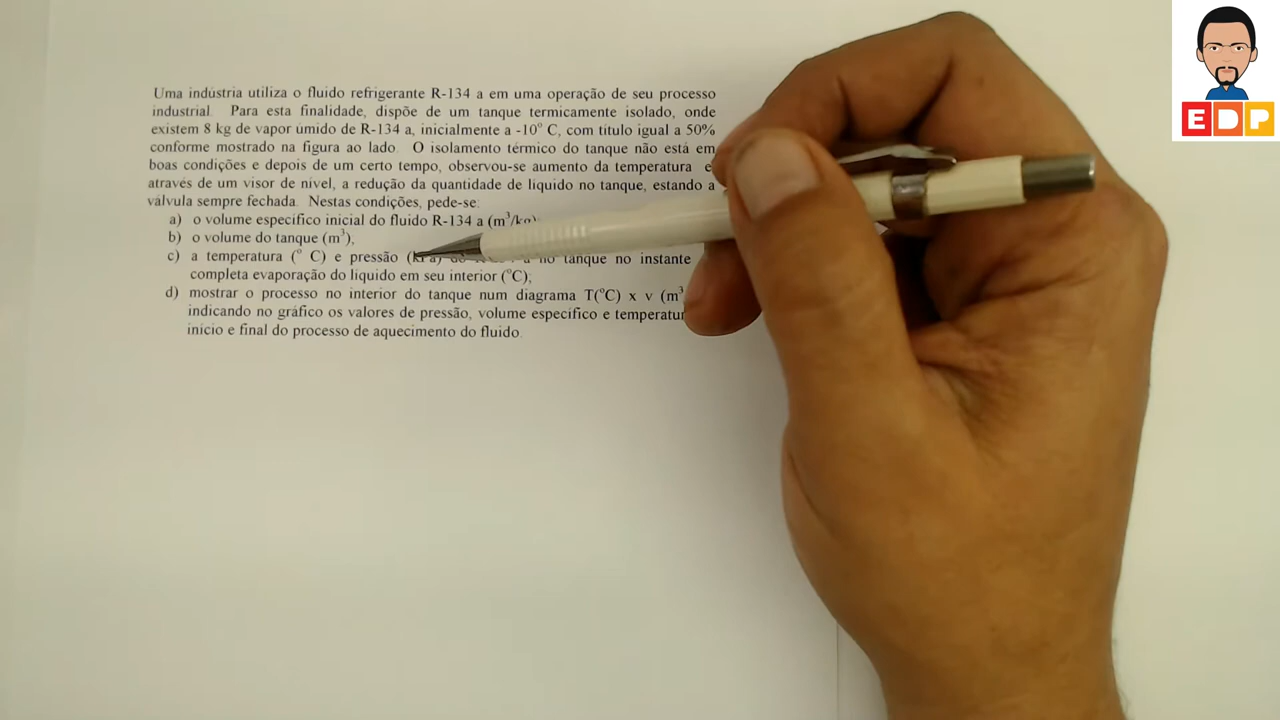 Uma indústria utiliza o fluido refrigerante R-134 a em uma operação de seu processo
industrial. Para esta finalidade, dispõe de um tanque termicamente isolado, onde
existem 8 kg de vapor úmido de R-134 a, inicialmente a -10° C, com título igual a 50%
conforme mostrado na figura ao lado. O isolamento térmico do tanque não está em
boas condições e depois de um certo tempo, observou-se aumento da temperatura e
através de um visor de nível, a redução da quantidade de líquido no tanque, estando a
válvula sempre fechada. Nestas condições, pede-se:
a) o volume específico inicial do fluido R-134 a (m³/kg);
b) o volume do tanque (m³);
c) a temperatura (° C) e pressão no tanque no instante
completa evaporação do líquido em seu interior (°C);
d) mostrar o processo no interior do tanque num diagrama T(°C) x v (m³
indicando no gráfico os valores de pressão, volume específico e
início e final do processo de aquecimento do fluido.
EDP